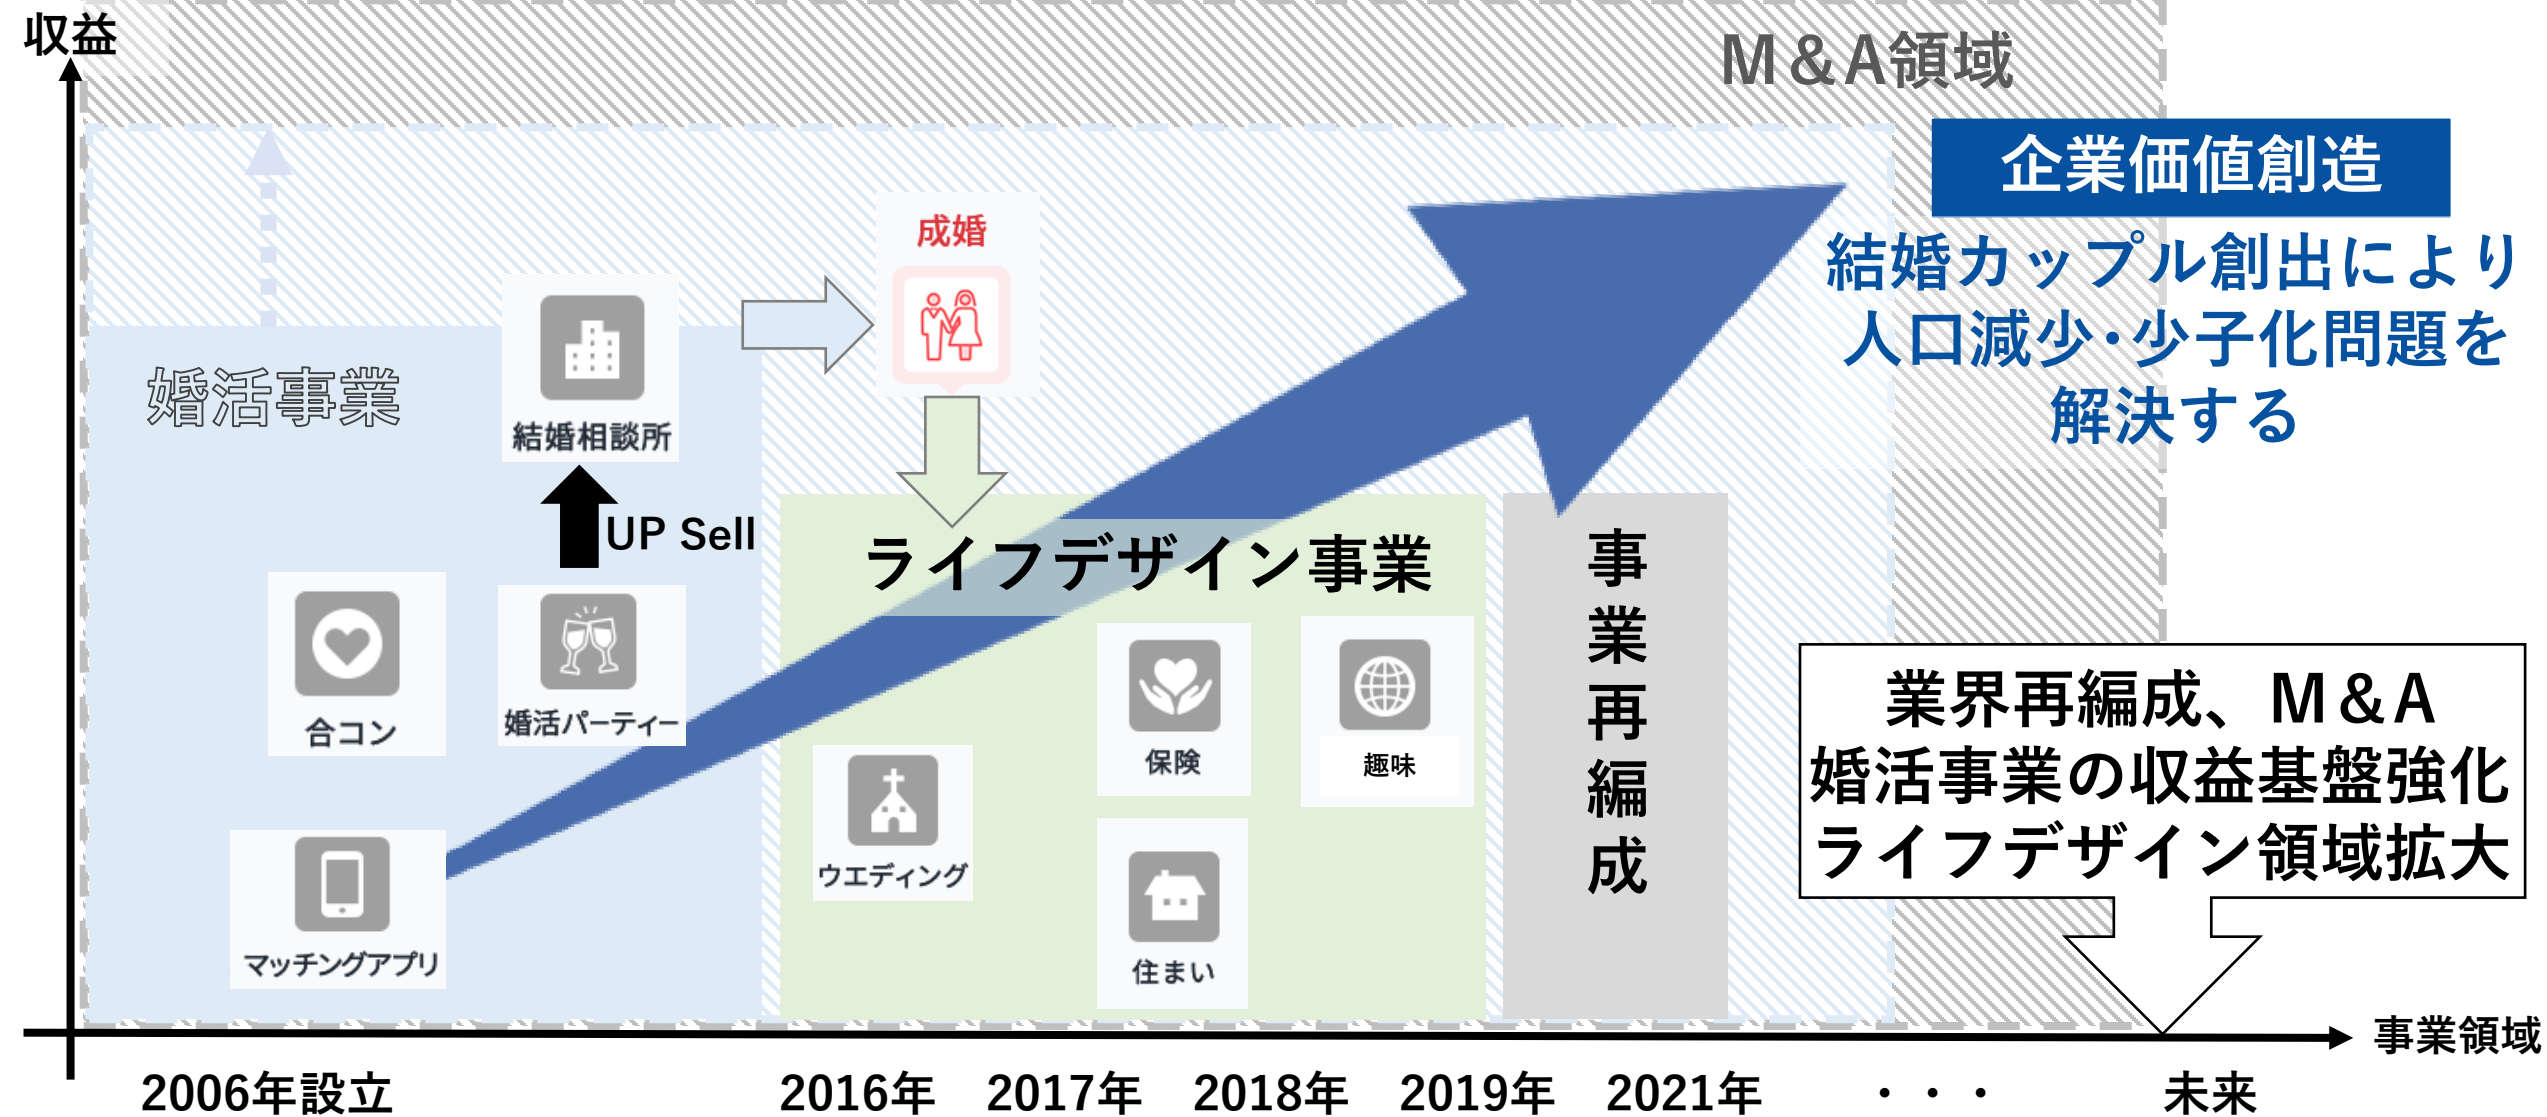 収益
M&A領域
企業価値創造
結婚カップル創出により
人口減少・少子化問題を
解決する
成婚
婚活事業
結婚相談所
UP Sell
合コン
婚活パーティー
マッチングアプリ
ライフデザイン事業
保険
趣味
ウエディング
住まい
事業再編成
業界再編成、M&A
婚活事業の収益基盤強化
ライフデザイン領域拡大
事業領域
2006年設立
2016年
2017年
2018年
2019年
2021年
・・・
未来